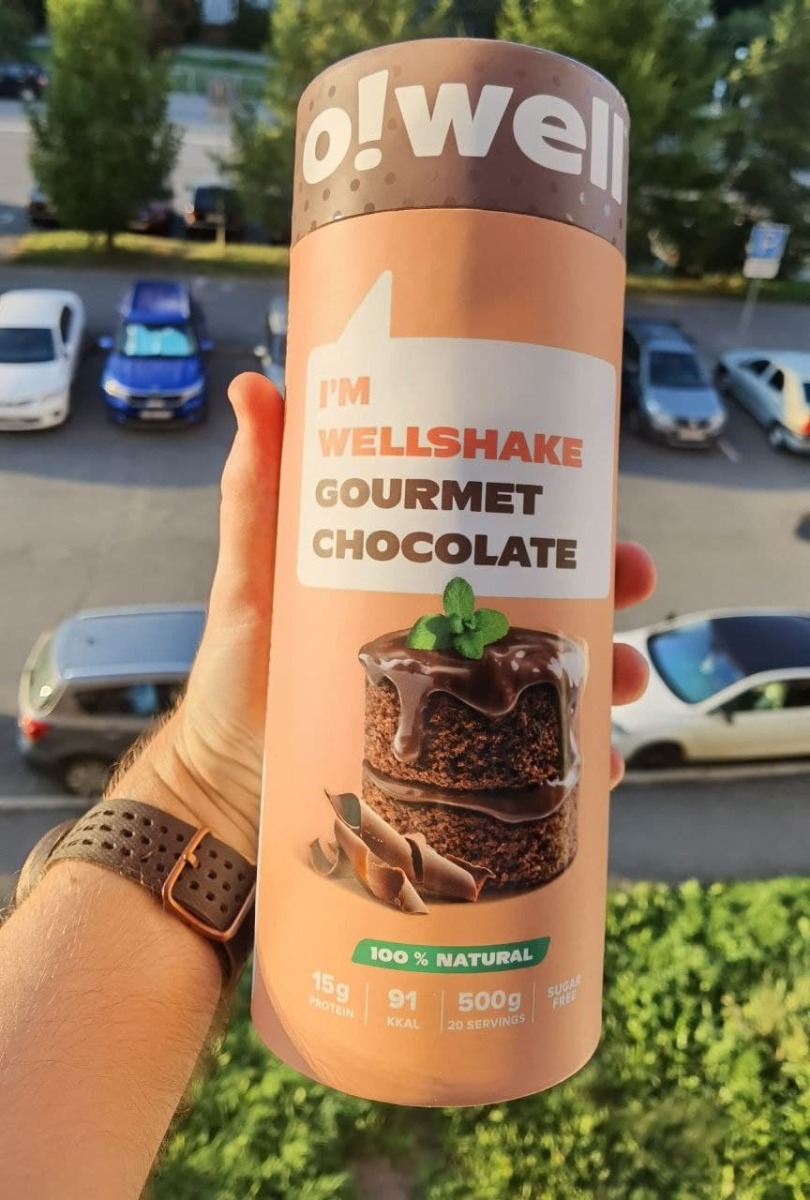 o!well
I'M
WELLSHAKE
GOURMET
CHOCOLATE
100 % NATURAL
15g
PROTEIN
91
KKAL
500g
20 SERVINGS
SUGAR
FREE
P